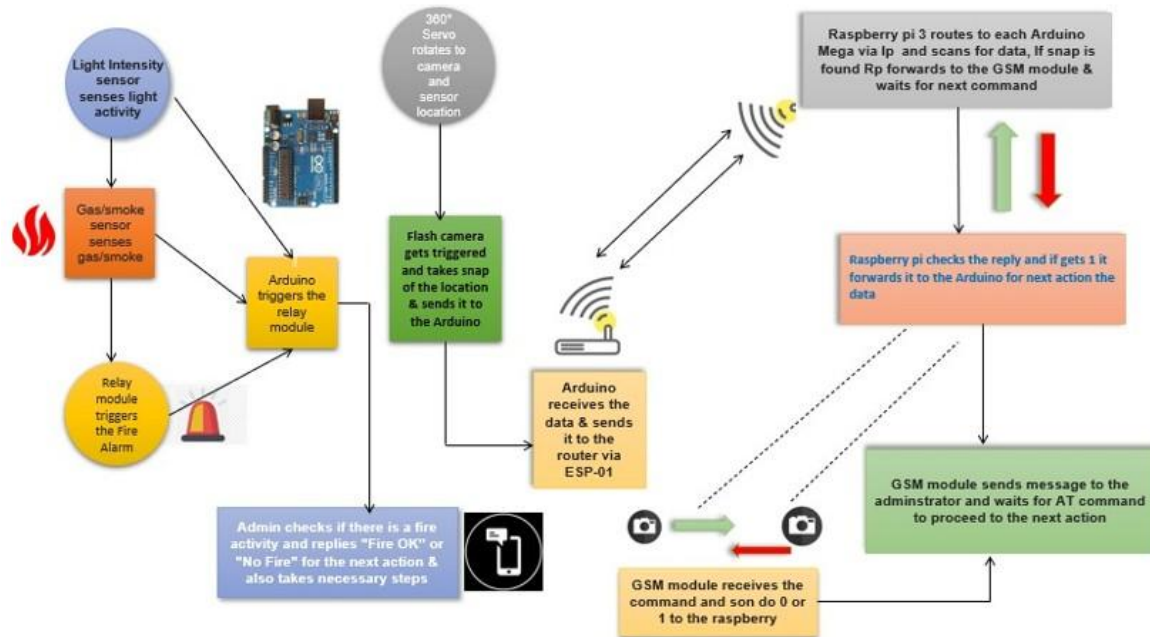 Light Intensity
sensor
senses light
activity
Gas/smoke
sensor
senses
gas/smoke
Relay
module
triggers
the Fire
Alarm
Arduino
triggers the
relay
module
360°
Servo
rotates to
camera
and
sensor
location
Flash camera
gets triggered
and takes snap
of the location
& sends it to
the Arduino
Arduino
receives the
data & sends
it to the
router via
ESP-01
Admin checks if there is a fire
activity and replies "Fire OK" or
"No Fire" for the next action &
also takes necessary steps
Raspberry pi 3 routes to each Arduino
Mega via Ip and scans for data, If snap is
found Rp forwards to the GSM module &
waits for next command
Raspberry pi checks the reply and if gets 1 it
forwards it to the Arduino for next action the
data
GSM module sends message to the
adminstrator and waits for AT command
to proceed to the next action
GSM module receives the
command and son do 0 or
1 to the raspberry